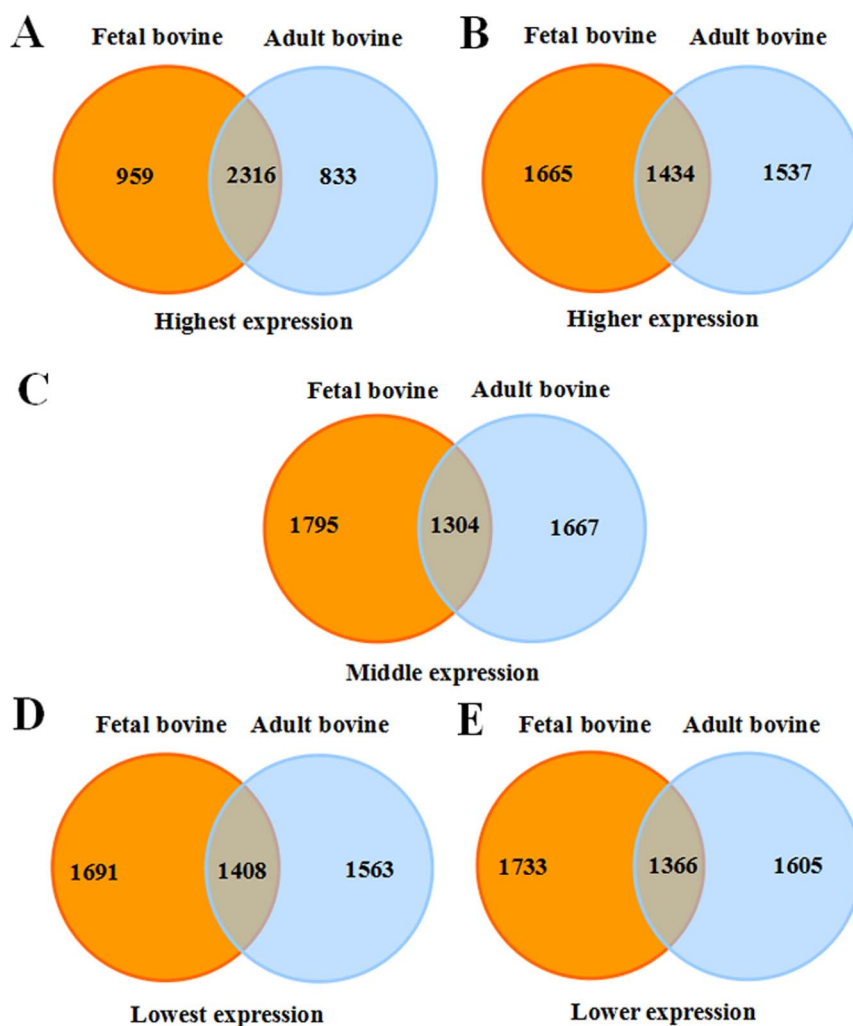 A
Fetal bovine Adult bovine
959 2316 833
Highest expression
B
Fetal bovine Adult bovine
1665 1434 1537
Higher expression
C
Fetal bovine Adult bovine
1795 1304 1667
Middle expression
D
Fetal bovine Adult bovine
1691 1408 1563
Lowest expression
E
Fetal bovine Adult bovine
1733 1366 1605
Lower expression